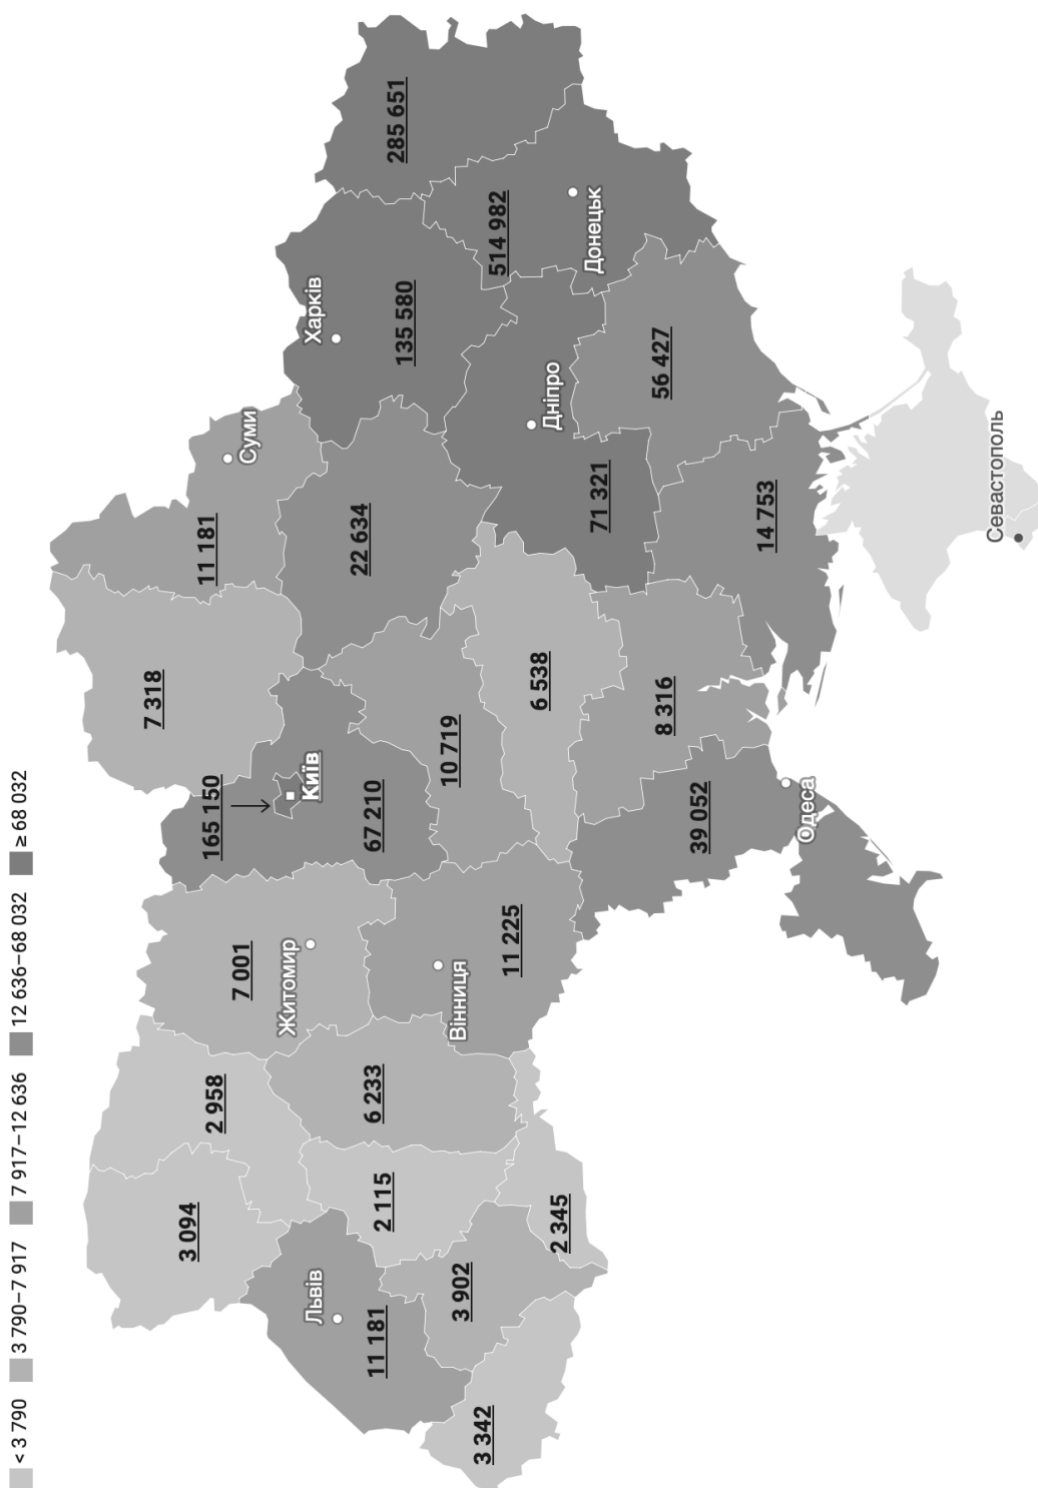 < 3 790
3 790–7 917
7 917–12 636
12 636–68 032
≥ 68 032
3 094
2 958
7 001
165 150
7 318
11 181
Суми
Львів
Житомир
Київ
Харків
11 181
2 115
6 233
67 210
22 634
135 580
285 651
3 342
3 902
Вінниця
11 225
10 719
6 538
Дніпро
514 982
Донецьк
2 345
71 321
56 427
39 052
8 316
14 753
Одеса
Севастополь